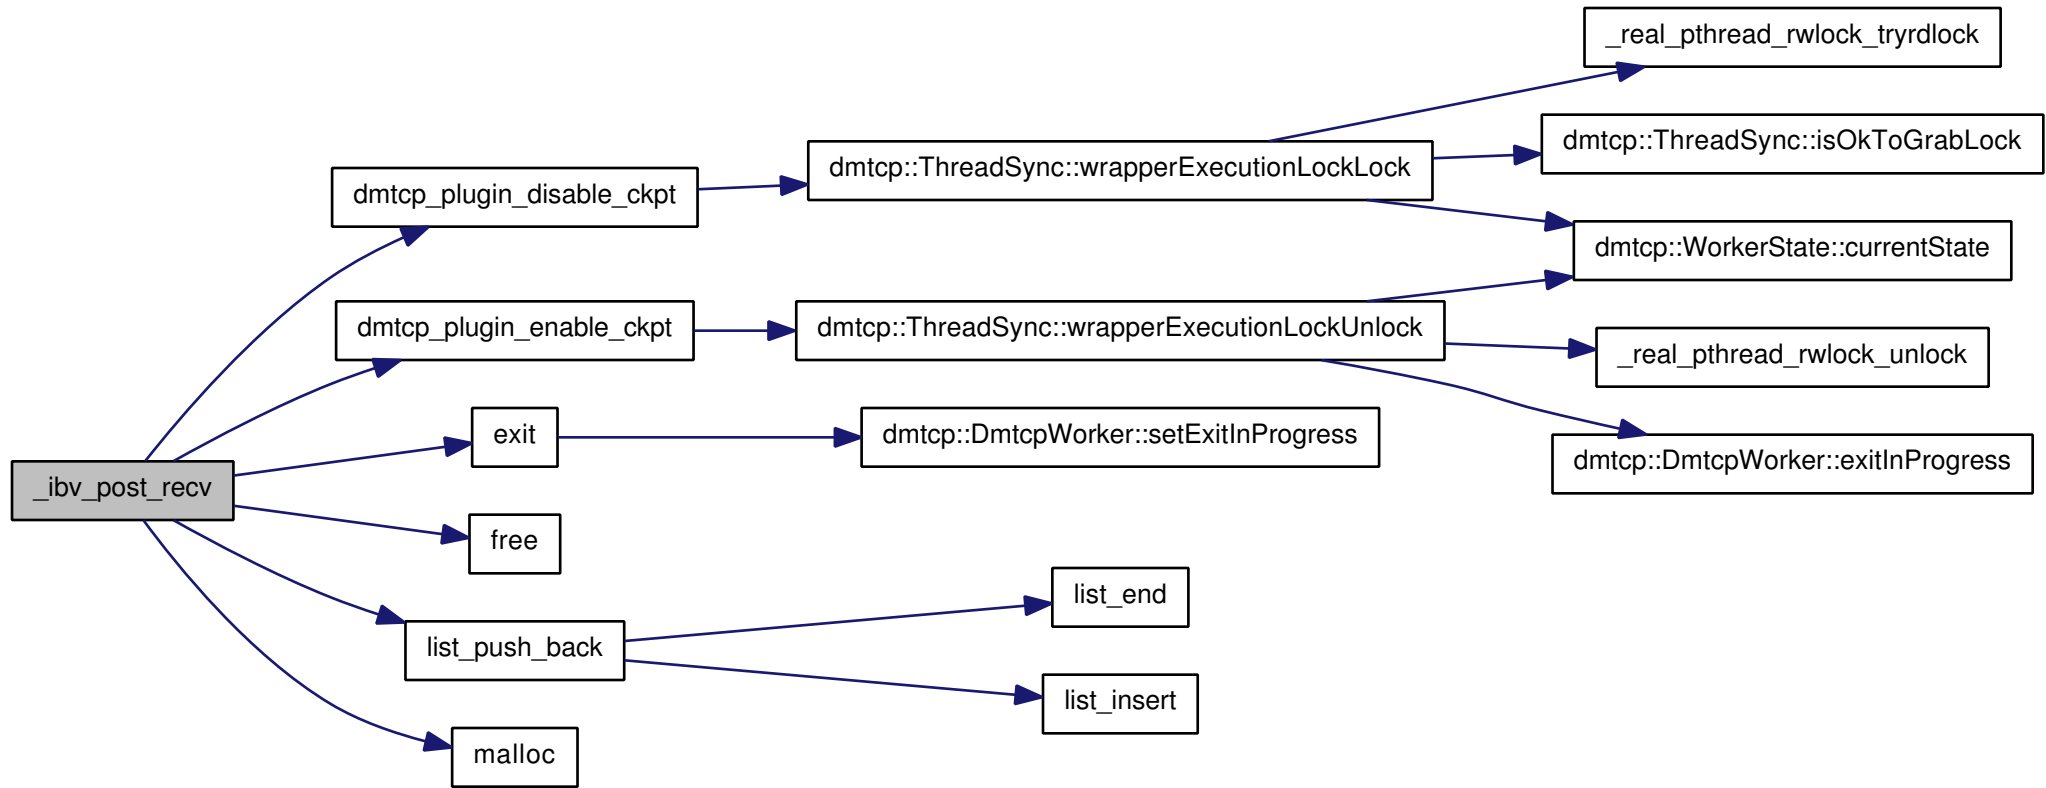 _real_pthread_rwlock_tryrdlock
dmtcp::ThreadSync::isOkToGrabLock
dmtcp::ThreadSync::wrapperExecutionLockLock
dmtcp_plugin_disable_ckpt
dmtcp::WorkerState::currentState
dmtcp_plugin_enable_ckpt
dmtcp::ThreadSync::wrapperExecutionLockUnlock
_real_pthread_rwlock_unlock
exit
dmtcp::DmtcpWorker::setExitInProgress
dmtcp::DmtcpWorker::exitInProgress
_ibv_post_recv
free
list_end
list_push_back
list_insert
malloc